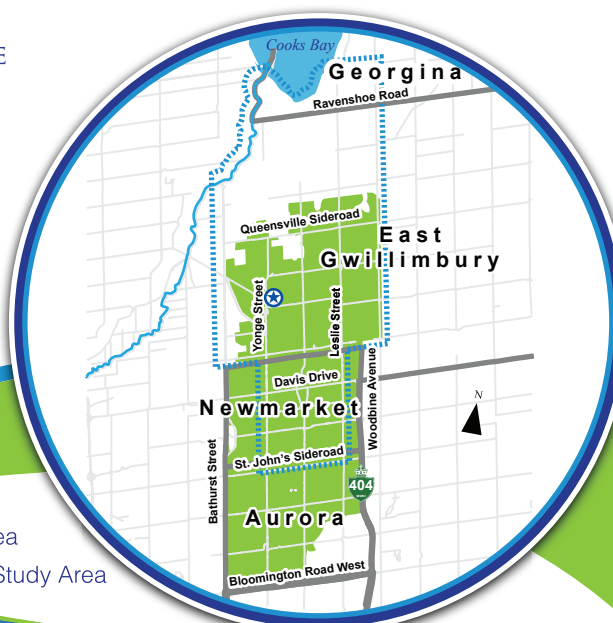 E
Cooks Bay
Georgina
Ravenshoe Road
Queensville Sideroad
East
Gwillimbury
Yonge Street
Leslie Street
Davis Drive
Newmarket
Woodbine Avenue
N
Bathurst Street
St. John's Sideroad
404
Aurora
ea
Study Area
Bloomington Road West